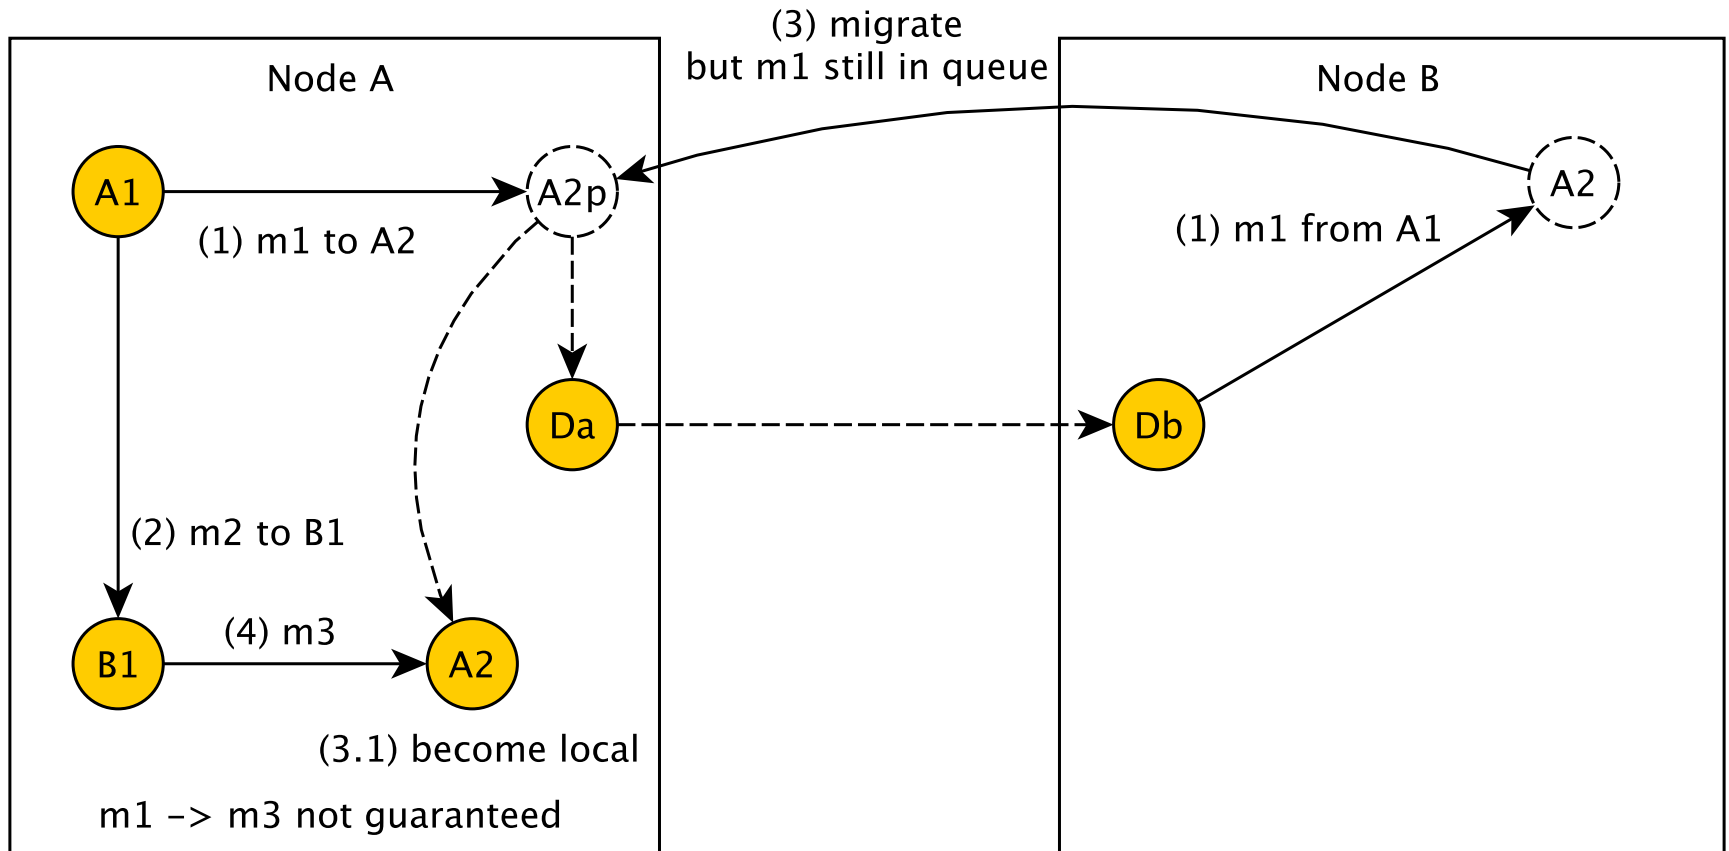 (3) migrate
but m1 still in queue
Node A
Node B
A1
A2p
A2
(1) m1 to A2
(1) m1 from A1
Da
Db
(2) m2 to B1
(4) m3
B1
A2
(3.1) become local
m1 -> m3 not guaranteed